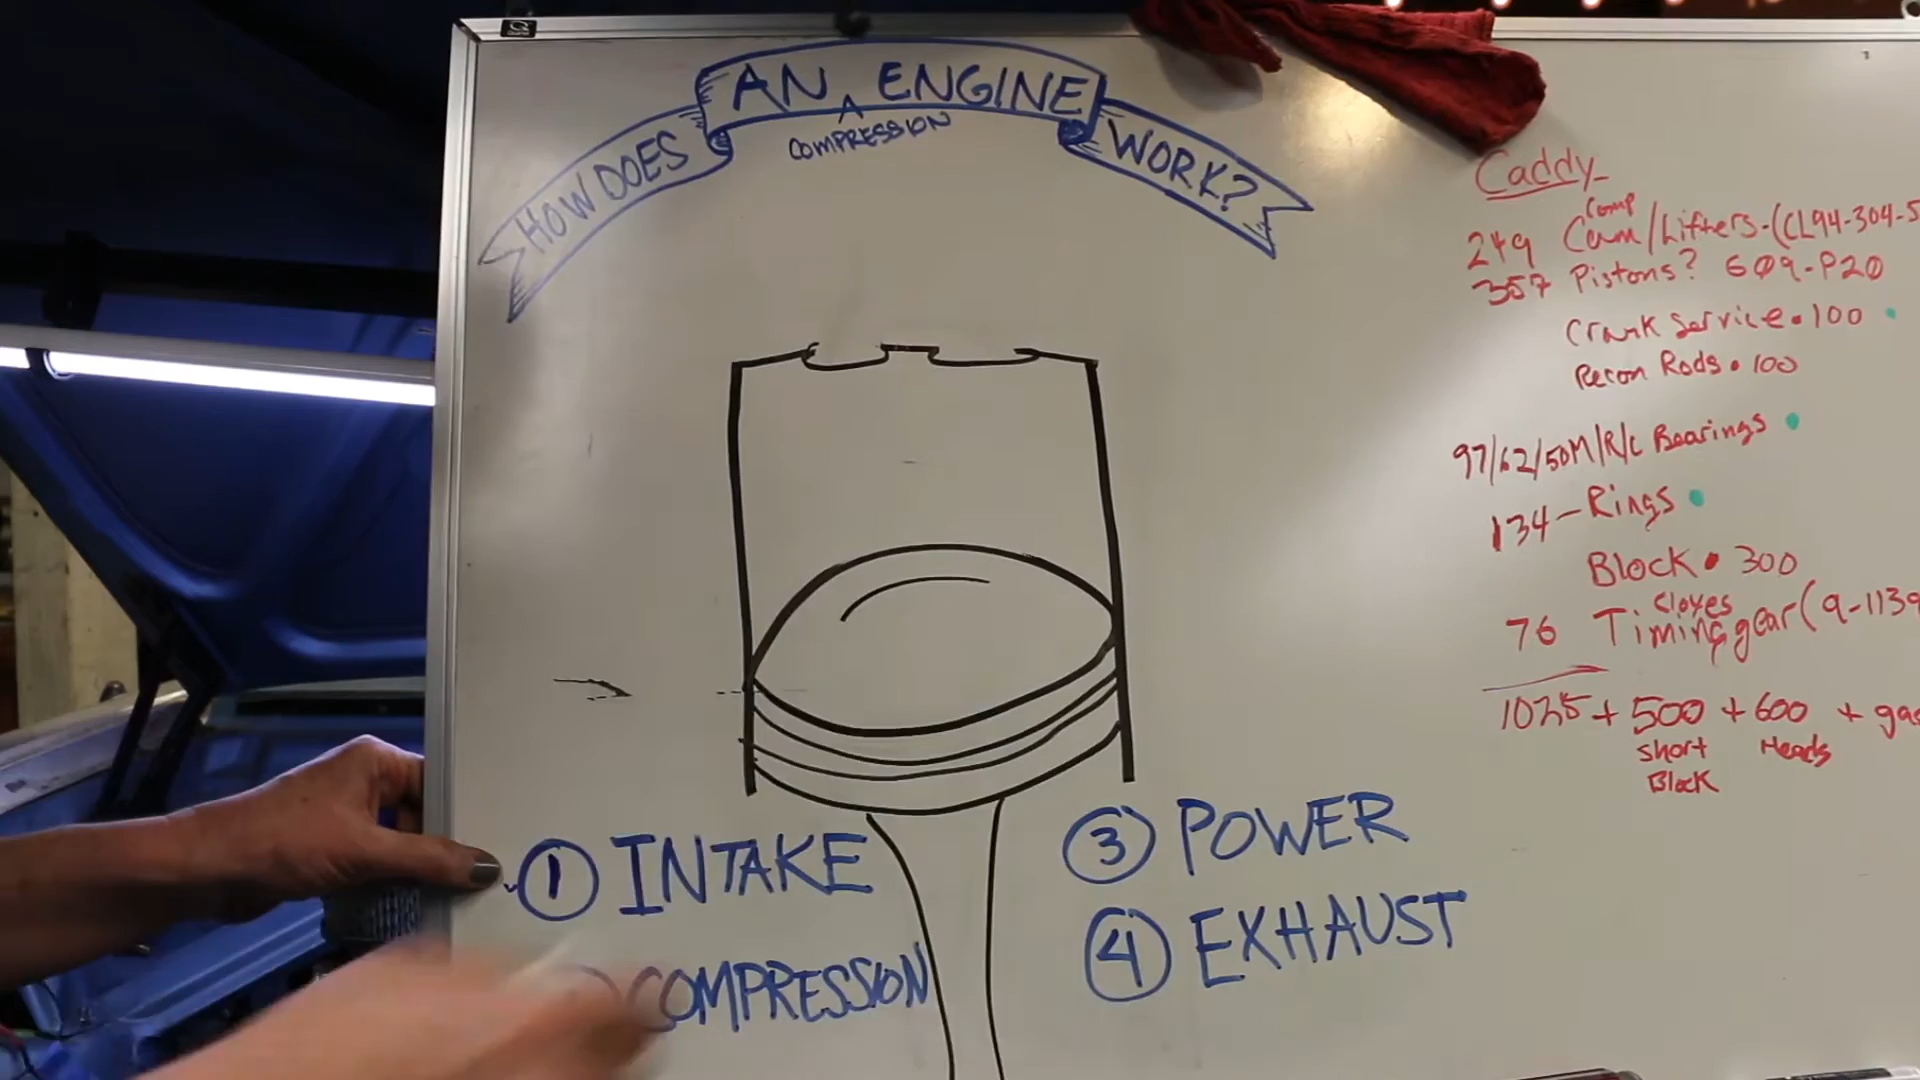 HOW DOES AN ENGINE WORK?
COMPRESSION
① INTAKE
COMPRESSION
③ POWER
④ EXHAUST
Caddy
Comp
249 Cam/Lifters-(CL94-304-5
357 Pistons? 609-P20
Crank Service • 100
Recon Rods • 100
97/62/50 M/R/C Bearings
134 - Rings
Block • 300
Cloyes
76 Timing gear (9-1139
1025 + 500 + 600 + gas
Short Heads
Block